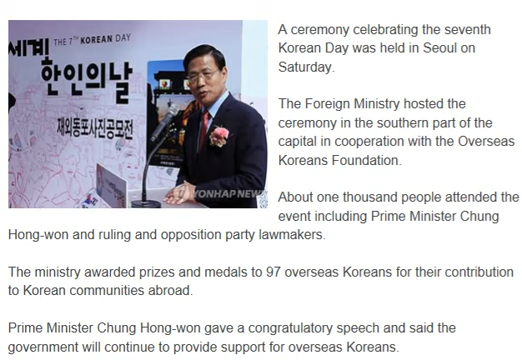 세계
THE 7TH KOREAN DAY
한인의날
재외동포사진공모전
YONHAP NEWS
A ceremony celebrating the seventh
Korean Day was held in Seoul on
Saturday.
The Foreign Ministry hosted the
ceremony in the southern part of the
capital in cooperation with the Overseas
Koreans Foundation.
About one thousand people attended the
event including Prime Minister Chung
Hong-won and ruling and opposition party lawmakers.
The ministry awarded prizes and medals to 97 overseas Koreans for their contribution
to Korean communities abroad.
Prime Minister Chung Hong-won gave a congratulatory speech and said the
government will continue to provide support for overseas Koreans.